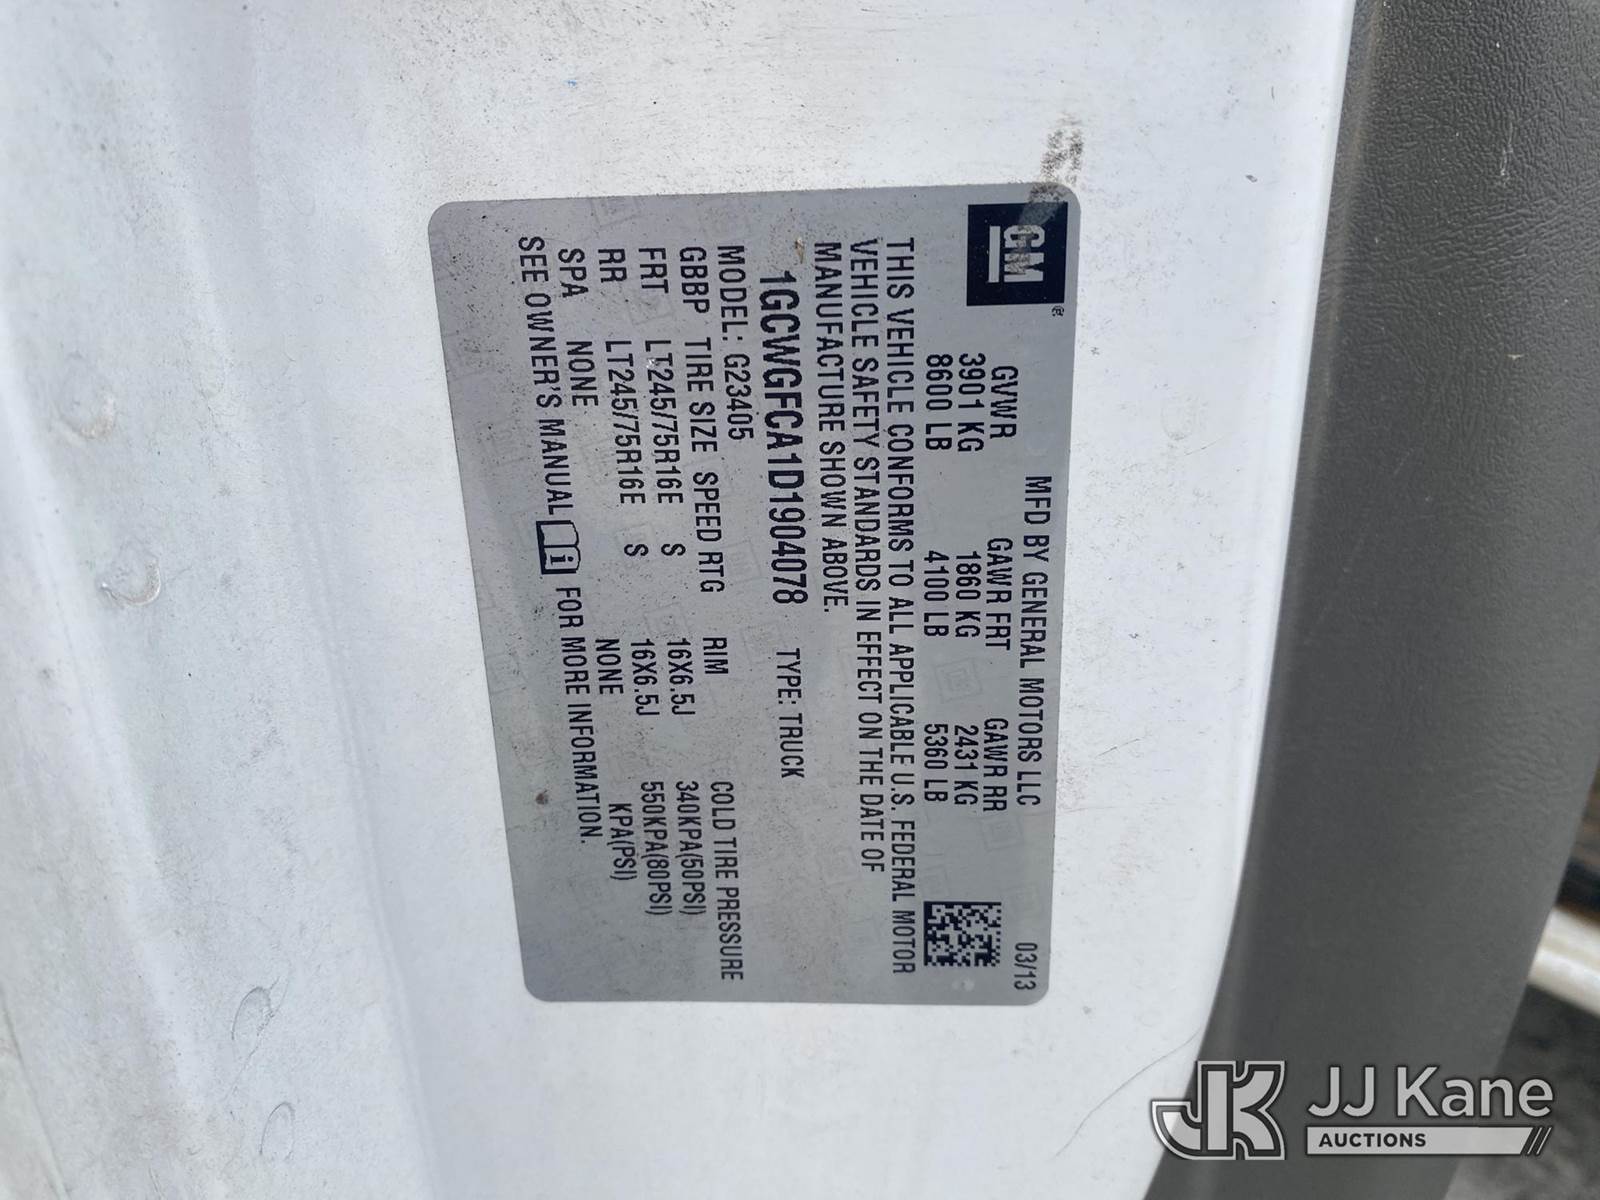 GM ®
MFD BY GENERAL MOTORS LLC 03/13
GVWR GAWR FRT GAWR RR
3901 KG 1860 KG 2431 KG
8600 LB 4100 LB 5360 LB
THIS VEHICLE CONFORMS TO ALL APPLICABLE U.S. FEDERAL MOTOR
VEHICLE SAFETY STANDARDS IN EFFECT ON THE DATE OF
MANUFACTURE SHOWN ABOVE.
1GCWGFCA1D1904078 TYPE: TRUCK
MODEL: G23405
GBBP TIRE SIZE SPEED RTG RIM COLD TIRE PRESSURE
FRT LT245/75R16E S 16X6.5J 340KPA(50PSI)
RR LT245/75R16E S 16X6.5J 550KPA(80PSI)
SPA NONE NONE KPA(PSI)
SEE OWNER'S MANUAL i FOR MORE INFORMATION.
JK JJ Kane
AUCTIONS